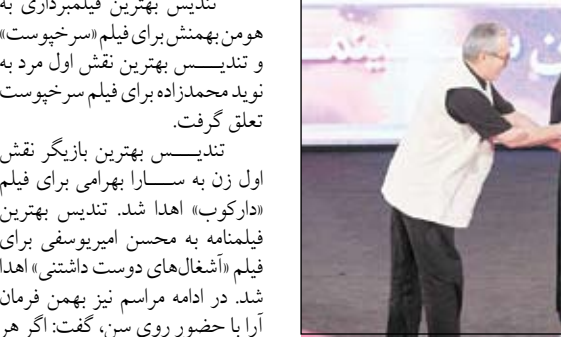 تندیس بهترین فیلمبرداری به
هومن بهمنش برای فیلم «سرخپوست»
و تندیـــس بهترین نقش اول مرد به
نوید محمدزاده برای فیلم سرخپوست
تعلق گرفت.
تندیـــس بهترین بازیگر نقش
اول زن به ســـارا بهرامی برای فیلم
«دارکوب» اهدا شد. تندیس بهترین
فیلمنامه به محسن امیریوسفی برای
فیلم «آشغال‌های دوست داشتنی» اهدا
شد. در ادامه مراسم نیز بهمن فرمان
آرا با حضور روی سن، گفت: اگر هر